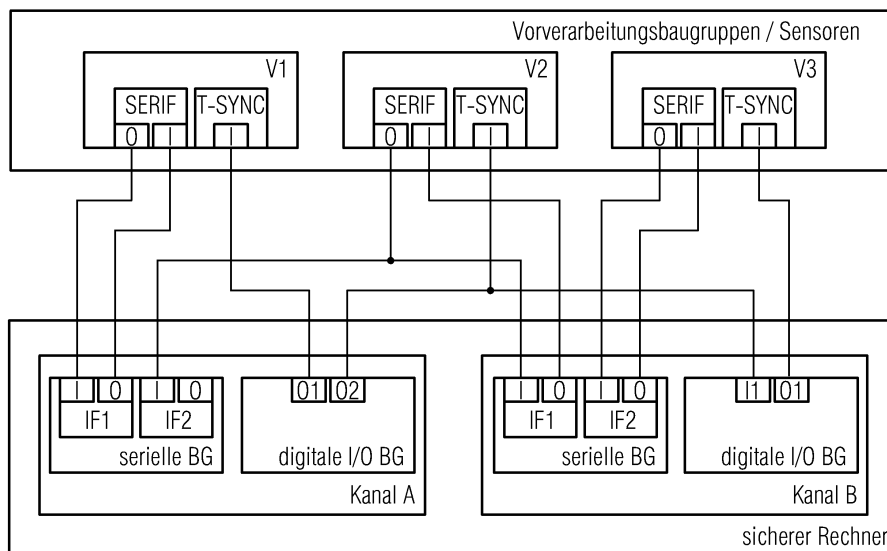 Vorverarbeitungsbaugruppen / Sensoren
V1 V2 V3
SERIF T-SYNC SERIF T-SYNC SERIF T-SYNC
O I I O I I O I I
I O I O O1 O2 I O I O I1 O1
IF1 IF2 IF1 IF2
serielle BG digitale I/O BG serielle BG digitale I/O BG
Kanal A Kanal B
sicherer Rechner